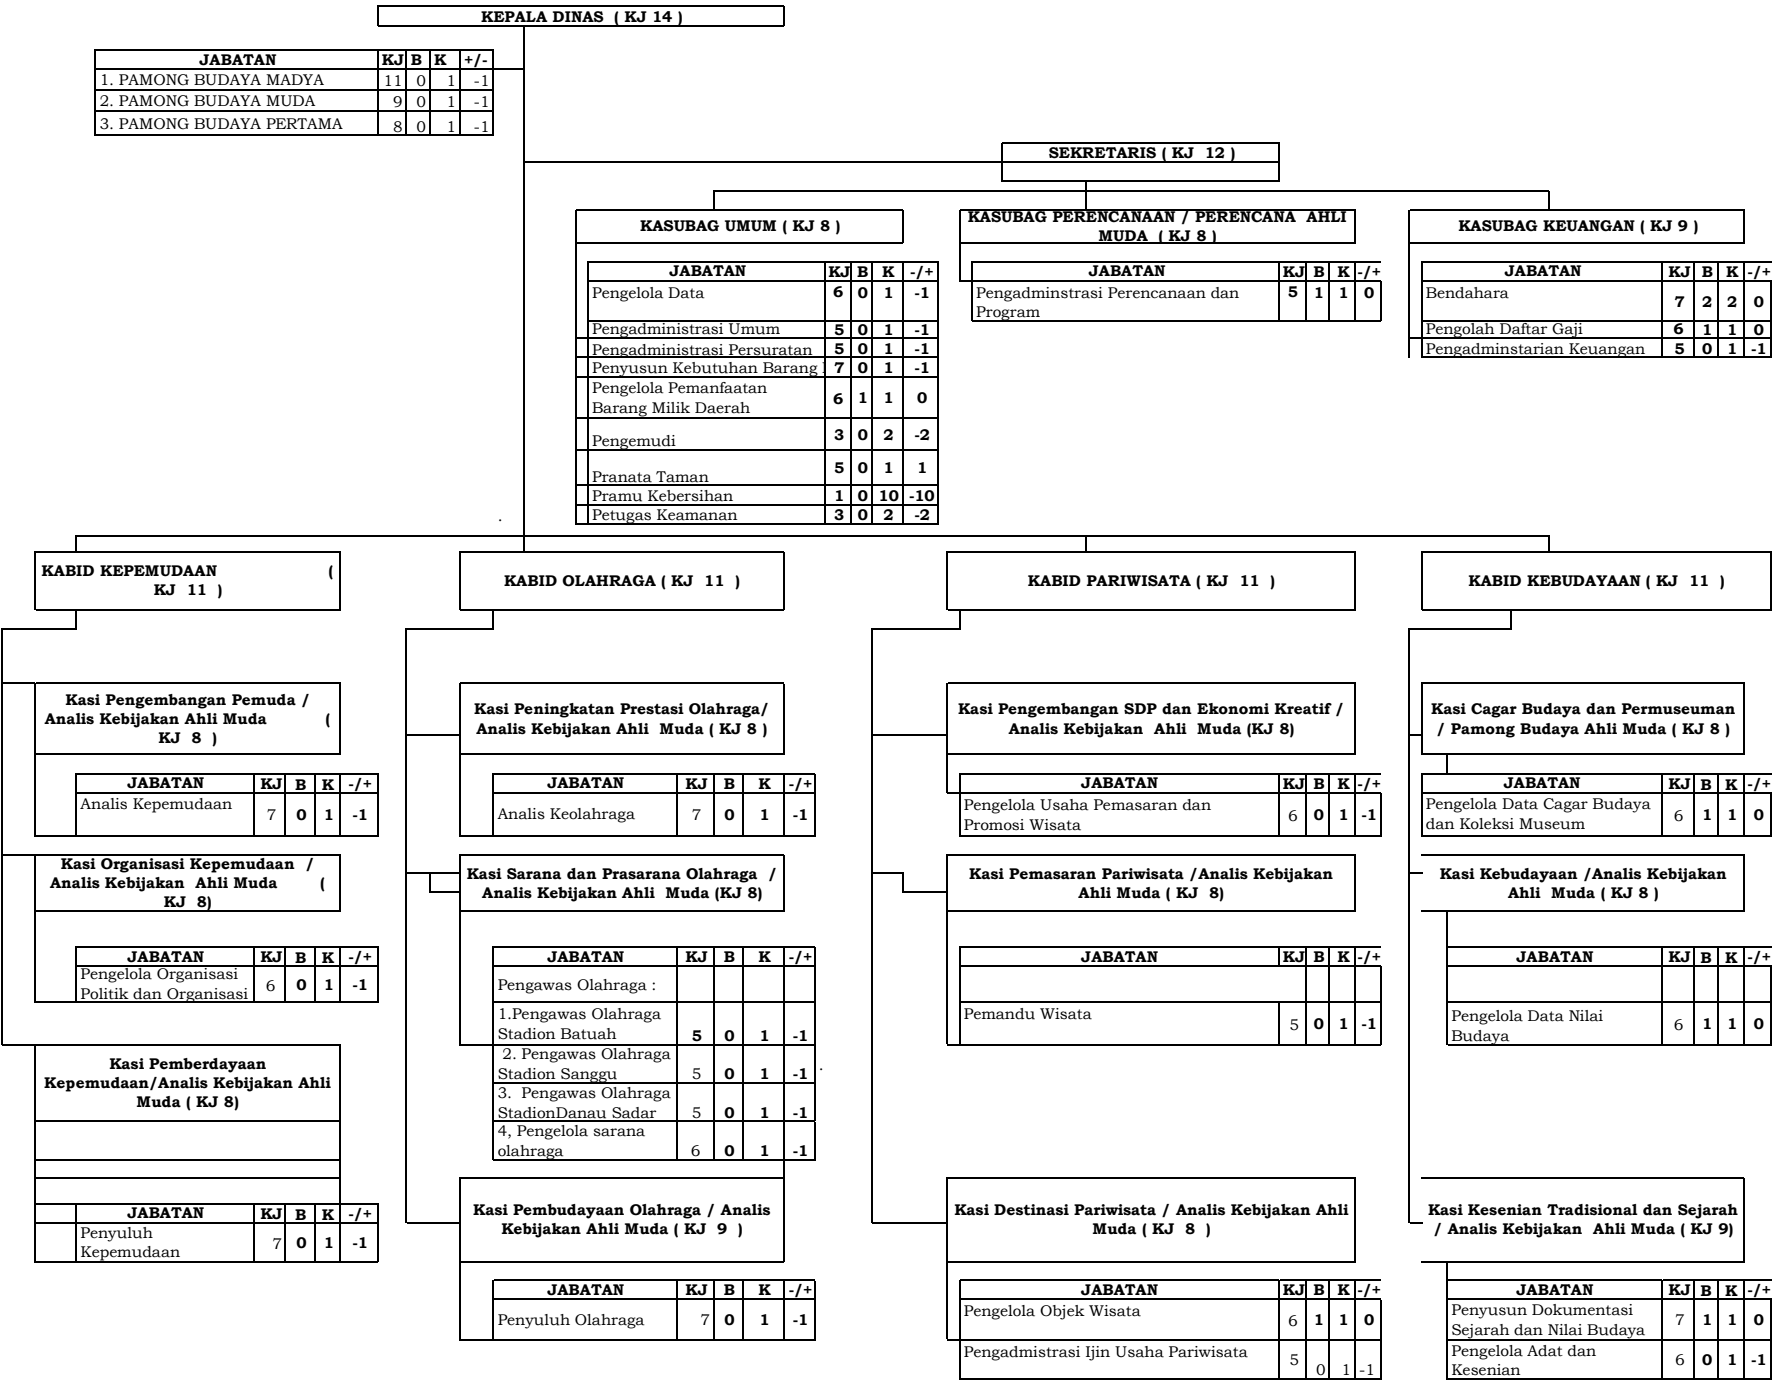 KEPALA DINAS ( KJ 14 )
JABATAN KJ B K +/-
1. PAMONG BUDAYA MADYA 11 0 1 -1
2. PAMONG BUDAYA MUDA 9 0 1 -1
3. PAMONG BUDAYA PERTAMA 8 0 1 -1
SEKRETARIS ( KJ 12 )
KASUBAG UMUM ( KJ 8 )
JABATAN KJ B K -/+
Pengelola Data 6 0 1 -1
Pengadministrasi Umum 5 0 1 -1
Pengadministrasi Persuratan 5 0 1 -1
Penyusun Kebutuhan Barang 7 0 1 -1
Pengelola Pemanfaatan
Barang Milik Daerah 6 1 1 0
Pengemudi 3 0 2 -2
Pranata Taman 5 0 1 1
Pramu Kebersihan 1 0 10 -10
Petugas Keamanan 3 0 2 -2
KASUBAG PERENCANAAN / PERENCANA AHLI
MUDA ( KJ 8 )
JABATAN KJ B K -/+
Pengadminstrasi Perencanaan dan 5 1 1 0
Program
KASUBAG KEUANGAN ( KJ 9 )
JABATAN KJ B K -/+
Bendahara 7 2 2 0
Pengolah Daftar Gaji 6 1 1 0
Pengadminstarian Keuangan 5 0 1 -1
.
KABID KEPEMUDAAN (
KJ 11 )
Kasi Pengembangan Pemuda /
Analis Kebijakan Ahli Muda (
KJ 8 )
JABATAN KJ B K -/+
Analis Kepemudaan 7 0 1 -1
Kasi Organisasi Kepemudaan /
Analis Kebijakan Ahli Muda (
KJ 8)
JABATAN KJ B K -/+
Pengelola Organisasi
Politik dan Organisasi 6 0 1 -1
Kasi Pemberdayaan
Kepemudaan/Analis Kebijakan Ahli
Muda ( KJ 8)
JABATAN KJ B K -/+
Penyuluh
Kepemudaan 7 0 1 -1
KABID OLAHRAGA ( KJ 11 )
Kasi Peningkatan Prestasi Olahraga/
Analis Kebijakan Ahli Muda ( KJ 8 )
JABATAN KJ B K -/+
Analis Keolahraga 7 0 1 -1
Kasi Sarana dan Prasarana Olahraga /
Analis Kebijakan Ahli Muda (KJ 8)
JABATAN KJ B K -/+
Pengawas Olahraga :
1.Pengawas Olahraga
Stadion Batuah 5 0 1 -1
2. Pengawas Olahraga
Stadion Sanggu 5 0 1 -1 .
3. Pengawas Olahraga
StadionDanau Sadar 5 0 1 -1
4, Pengelola sarana
olahraga 6 0 1 -1
Kasi Pembudayaan Olahraga / Analis
Kebijakan Ahli Muda ( KJ 9 )
JABATAN KJ B K -/+
Penyuluh Olahraga 7 0 1 -1
KABID PARIWISATA ( KJ 11 )
Kasi Pengembangan SDP dan Ekonomi Kreatif /
Analis Kebijakan Ahli Muda (KJ 8)
JABATAN KJ B K -/+
Pengelola Usaha Pemasaran dan
Promosi Wisata 6 0 1 -1
Kasi Pemasaran Pariwisata /Analis Kebijakan
Ahli Muda ( KJ 8)
JABATAN KJ B K -/+
Pemandu Wisata 5 0 1 -1
Kasi Destinasi Pariwisata / Analis Kebijakan Ahli
Muda ( KJ 8 )
JABATAN KJ B K -/+
Pengelola Objek Wisata 6 1 1 0
Pengadmistrasi Ijin Usaha Pariwisata 5 0 1 -1
KABID KEBUDAYAAN ( KJ 11 )
Kasi Cagar Budaya dan Permuseuman
/ Pamong Budaya Ahli Muda ( KJ 8 )
JABATAN KJ B K -/+
Pengelola Data Cagar Budaya
dan Koleksi Museum 6 1 1 0
Kasi Kebudayaan /Analis Kebijakan
Ahli Muda ( KJ 8 )
JABATAN KJ B K -/+
Pengelola Data Nilai
Budaya 6 1 1 0
Kasi Kesenian Tradisional dan Sejarah
/ Analis Kebijakan Ahli Muda ( KJ 9)
JABATAN KJ B K -/+
Penyusun Dokumentasi
Sejarah dan Nilai Budaya 7 1 1 0
Pengelola Adat dan
Kesenian 6 0 1 -1